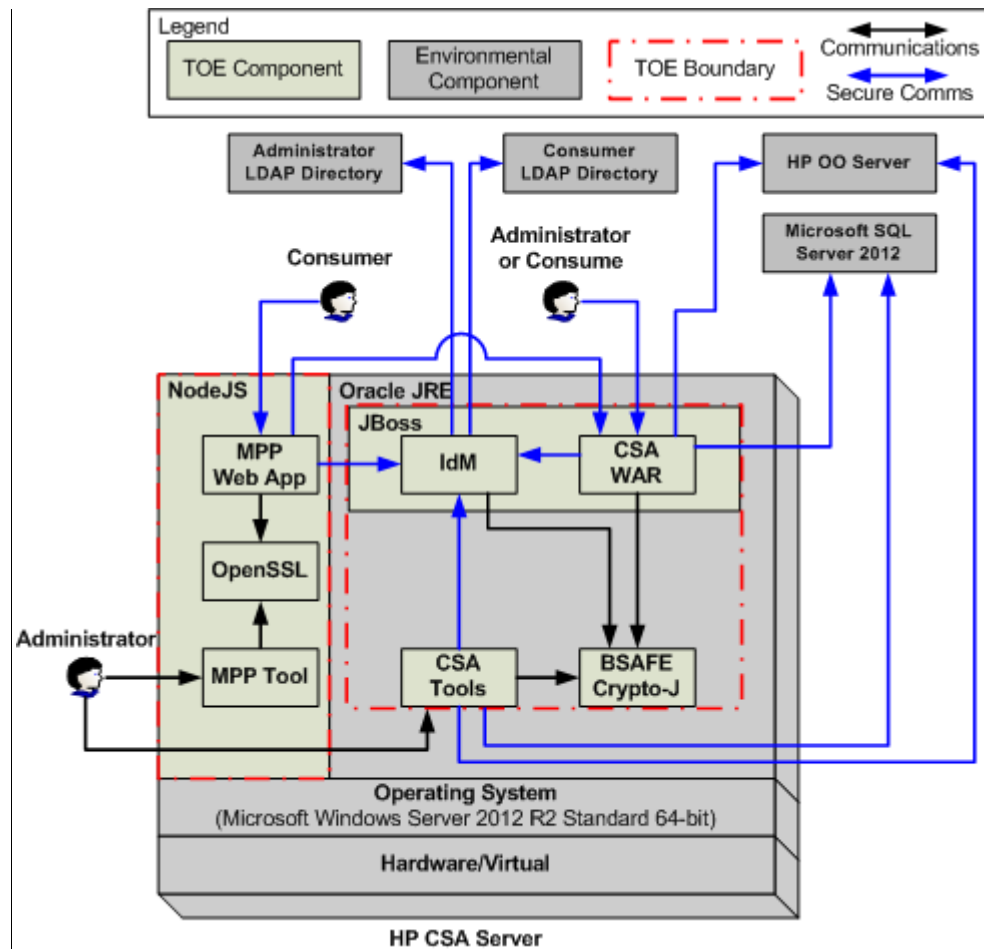 Legend
TOE Component
Environmental
Component
TOE Boundary
Communications
Secure Comms
Administrator
LDAP Directory
Consumer
LDAP Directory
HP OO Server
Microsoft SQL
Server 2012
Consumer
Administrator
or Consume
NodeJS
Oracle JRE
JBoss
MPP
Web App
IdM
CSA
WAR
OpenSSL
Administrator
MPP Tool
CSA
Tools
BSAFE
Crypto-J
Operating System
(Microsoft Windows Server 2012 R2 Standard 64-bit)
Hardware/Virtual
HP CSA Server